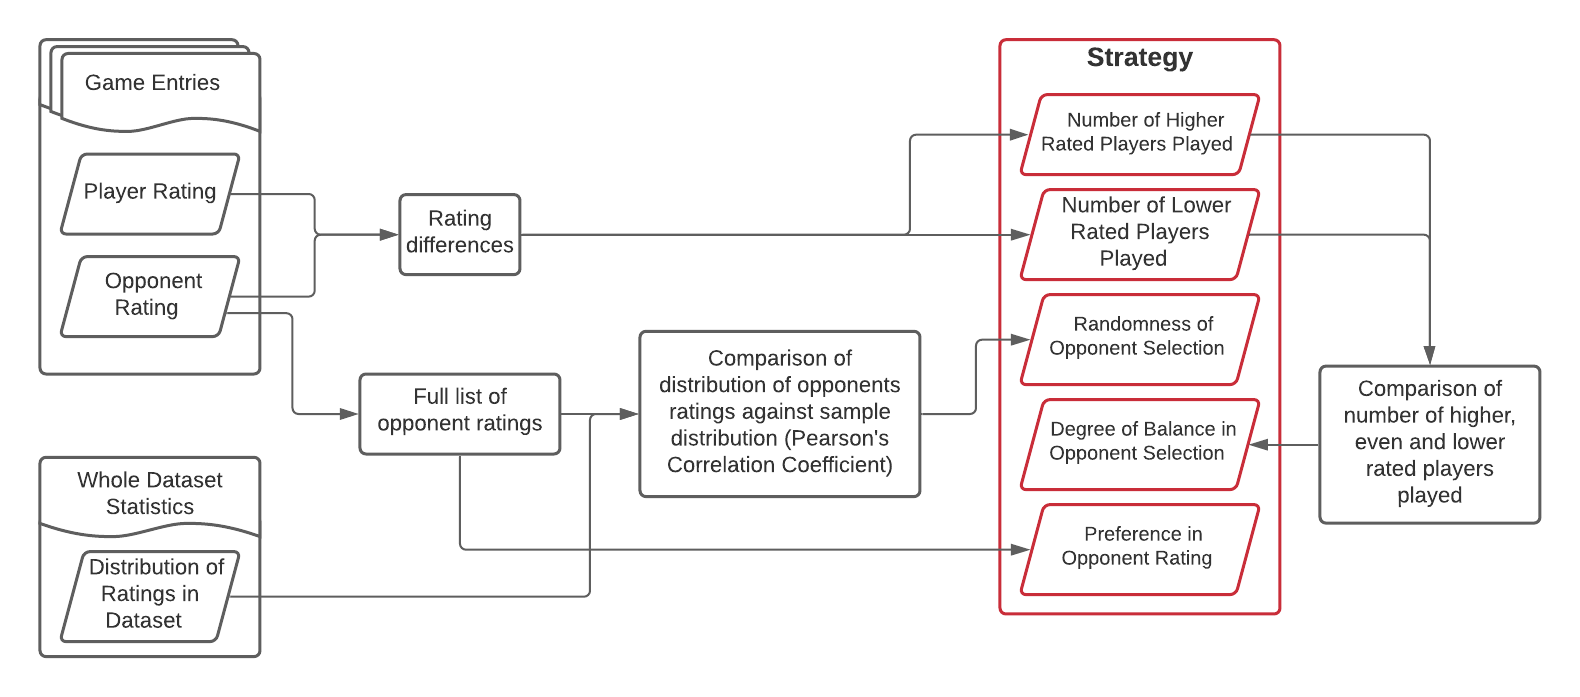 Game Entries
Player Rating
Opponent
Rating
Whole Dataset
Statistics
Distribution of
Ratings in
Dataset
Rating
differences
Full list of
opponent ratings
Comparison of
distribution of opponents
ratings against sample
distribution (Pearson's
Correlation Coefficient)
Strategy
Number of Higher
Rated Players Played
Number of Lower
Rated Players
Played
Randomness of
Opponent Selection
Degree of Balance in
Opponent Selection
Preference in
Opponent Rating
Comparison of
number of higher,
even and lower
rated players
played